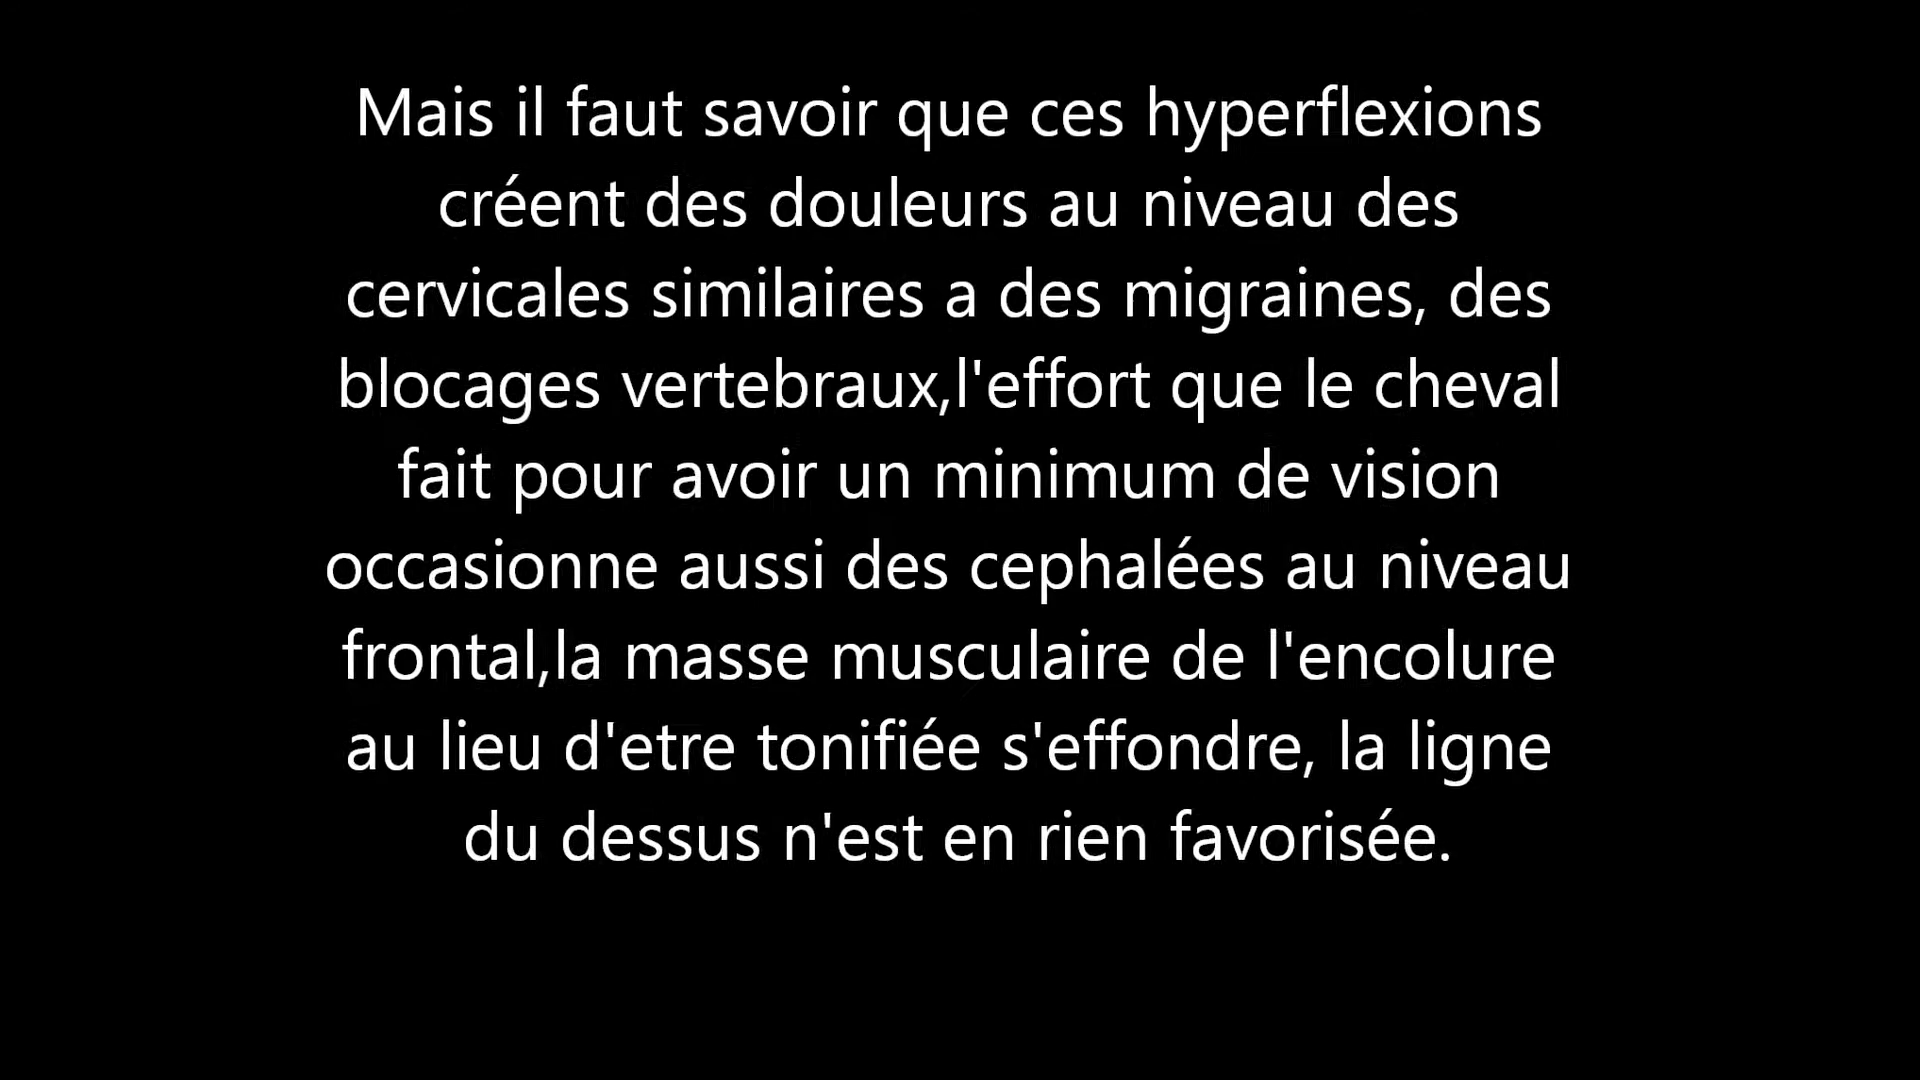 Mais il faut savoir que ces hyperflexions
créent des douleurs au niveau des
cervicales similaires a des migraines, des
blocages vertebraux,l'effort que le cheval
fait pour avoir un minimum de vision
occasionne aussi des cephalées au niveau
frontal,la masse musculaire de l'encolure
au lieu d'etre tonifiée s'effondre, la ligne
du dessus n'est en rien favorisée.